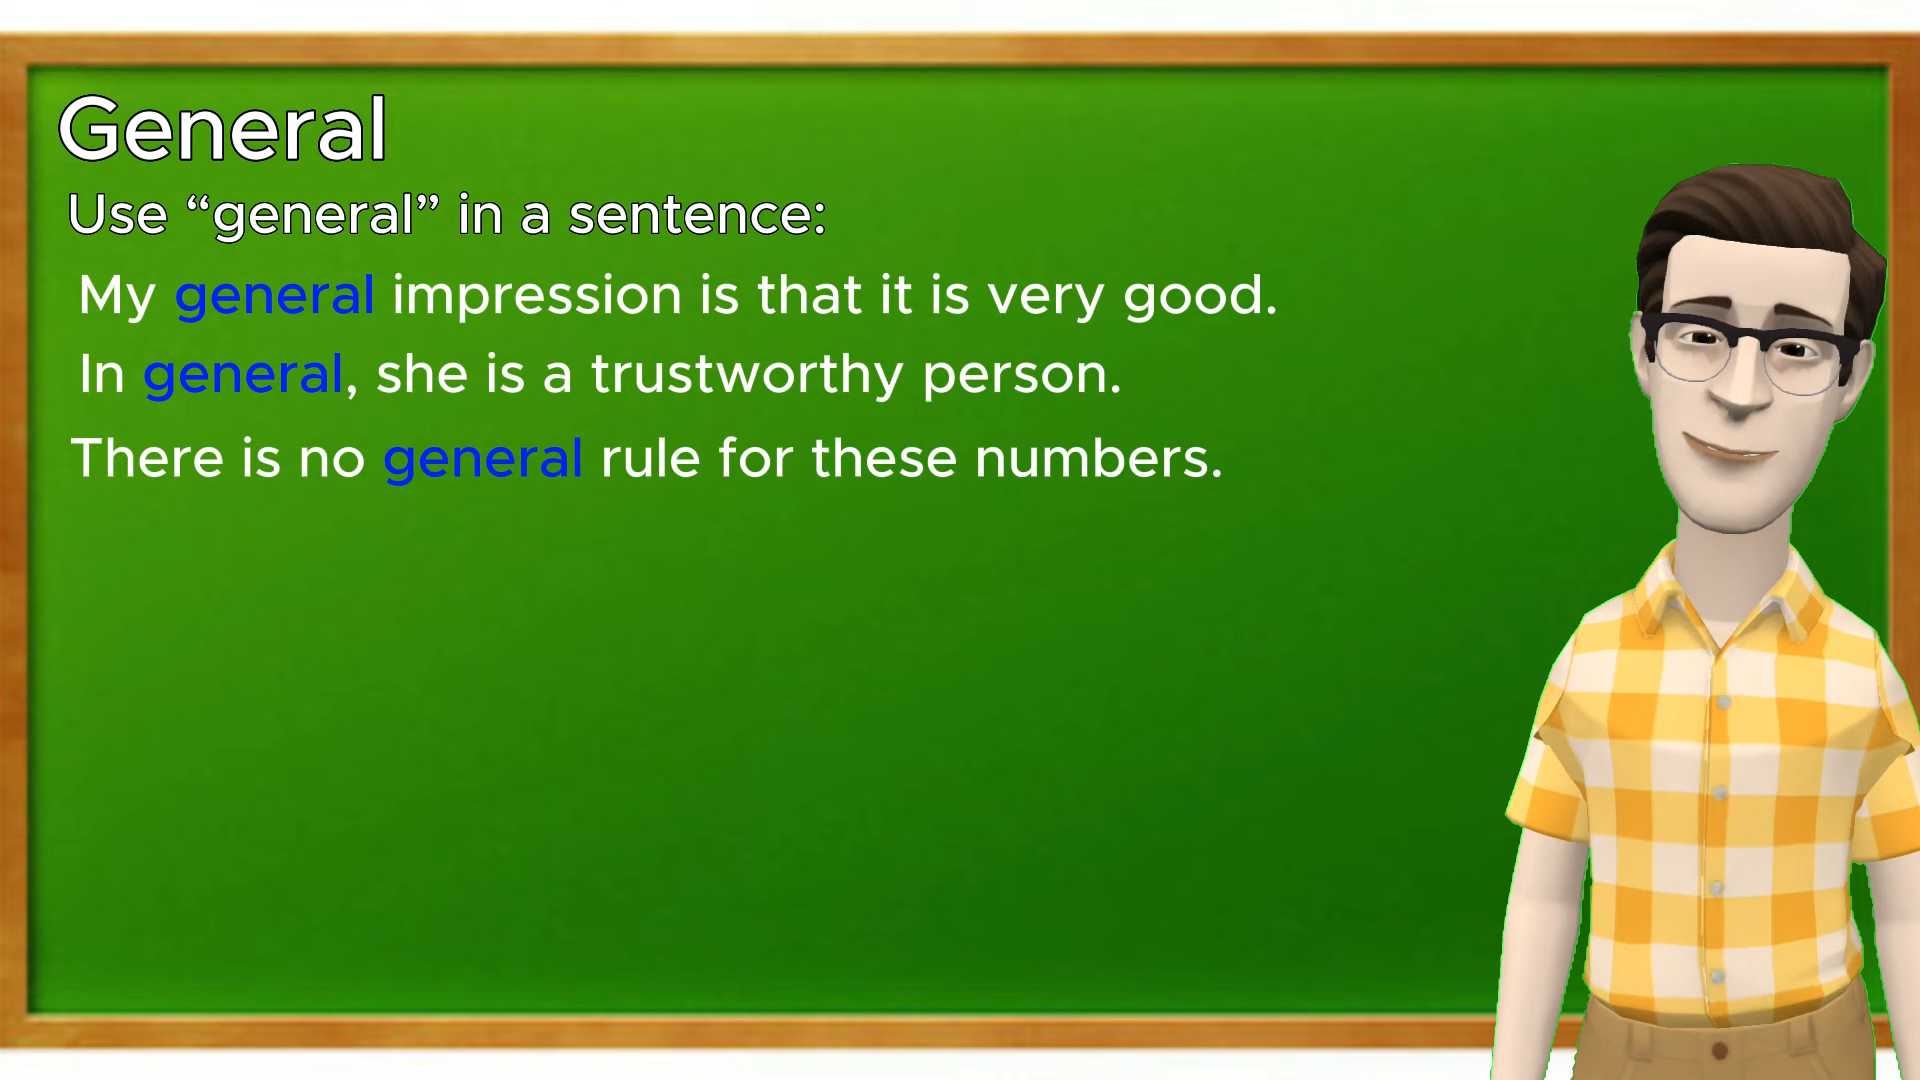 General
Use “general” in a sentence:
My general impression is that it is very good.
In general, she is a trustworthy person.
There is no general rule for these numbers.